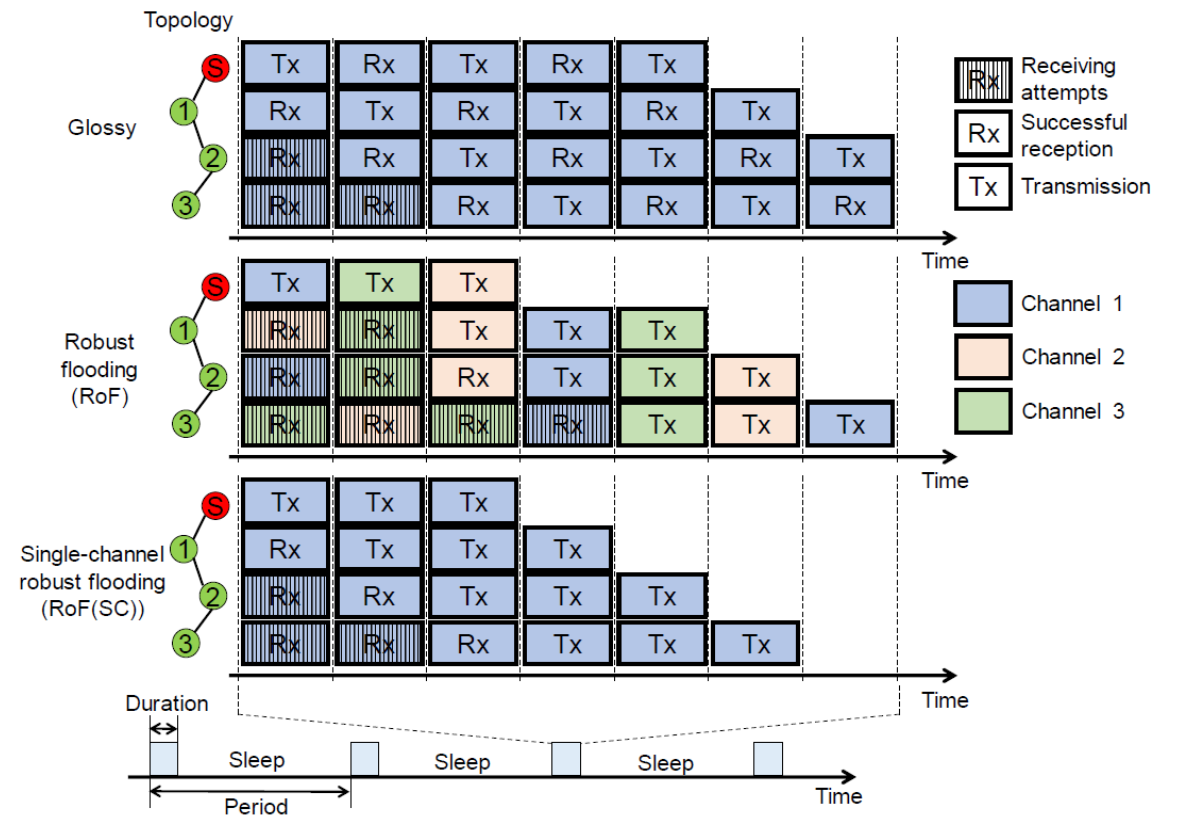 Topology
S Tx Rx Tx Rx Tx
1 Rx Tx Rx Tx Rx Tx
Glossy
2 Rx Rx Tx Rx Tx Rx Tx
3 Rx Rx Rx Tx Rx Tx Rx
Time
Rx Receiving
attempts
Rx Successful
reception
Tx Transmission
S Tx Tx Tx
1 Rx Rx Tx Tx Tx
Robust
flooding
(RoF)
2 Rx Rx Rx Tx Tx Tx
3 Rx Rx Rx Rx Tx Tx Tx
Time
Channel 1
Channel 2
Channel 3
S Tx Tx Tx
1 Rx Tx Tx Tx
Single-channel
robust flooding
(RoF(SC))
2 Rx Rx Tx Tx Tx
3 Rx Rx Rx Tx Tx Tx
Time
Duration
Sleep Sleep Sleep
Period
Time